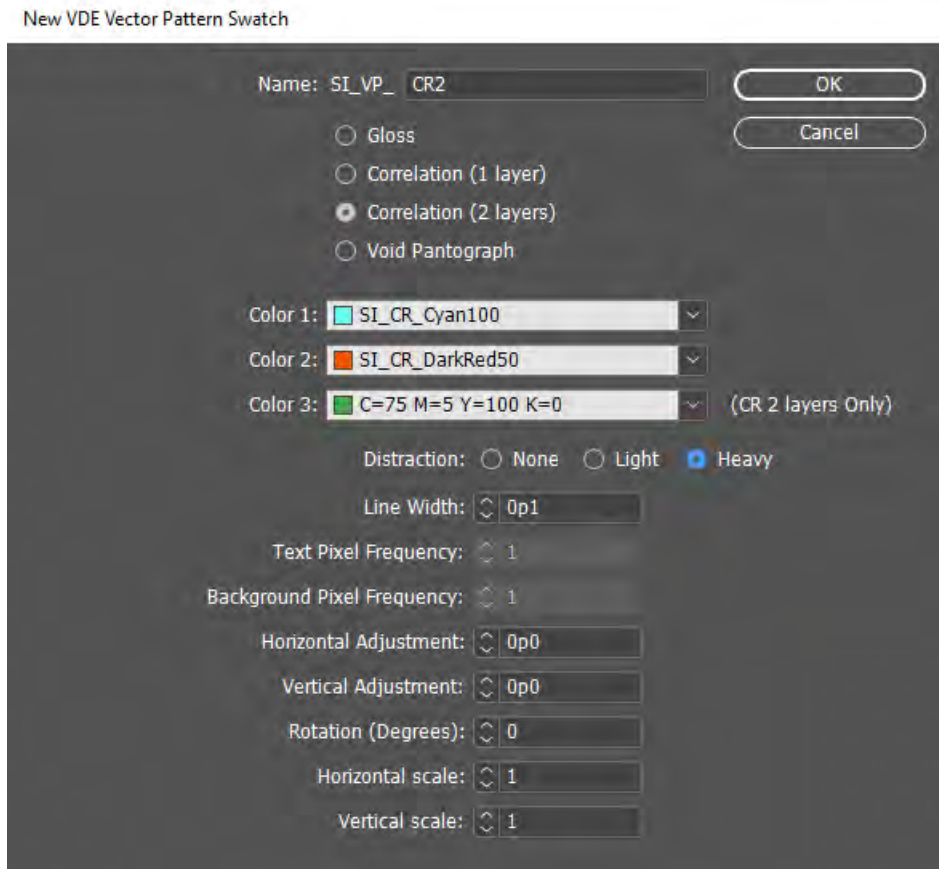 New VDE Vector Pattern Swatch
Name: SI_VP_ CR2 OK
Gloss Cancel
Correlation (1 layer)
Correlation (2 layers)
Void Pantograph
Color 1: SI_CR_Cyan100
Color 2: SI_CR_DarkRed50
Color 3: C=75 M=5 Y=100 K=0 (CR 2 layers Only)
Distraction: None Light Heavy
Line Width: 0p1
Text Pixel Frequency: 1
Background Pixel Frequency: 1
Horizontal Adjustment: 0p0
Vertical Adjustment: 0p0
Rotation (Degrees): 0
Horizontal scale: 1
Vertical scale: 1